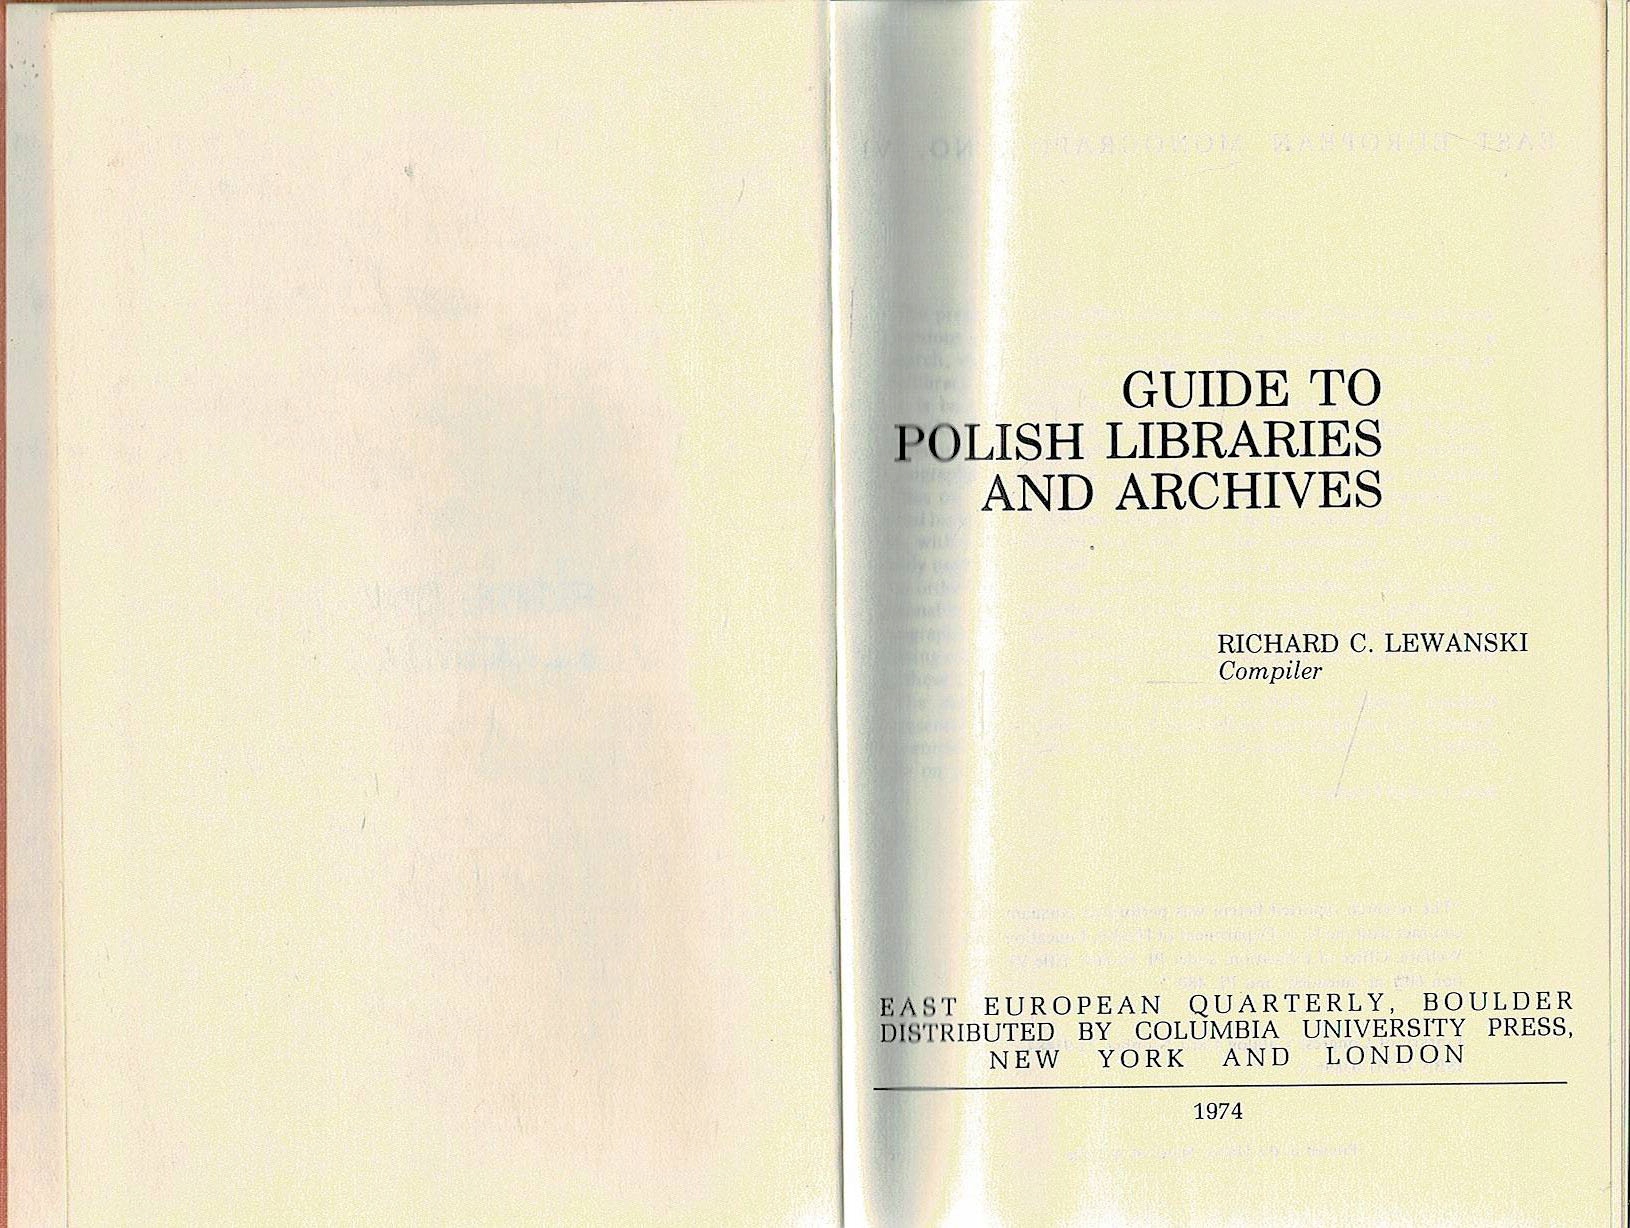 GUIDE TO
POLISH LIBRARIES
AND ARCHIVES
RICHARD C. LEWANSKI
Compiler
EAST EUROPEAN QUARTERLY, BOULDER
DISTRIBUTED BY COLUMBIA UNIVERSITY PRESS,
NEW YORK AND LONDON
1974